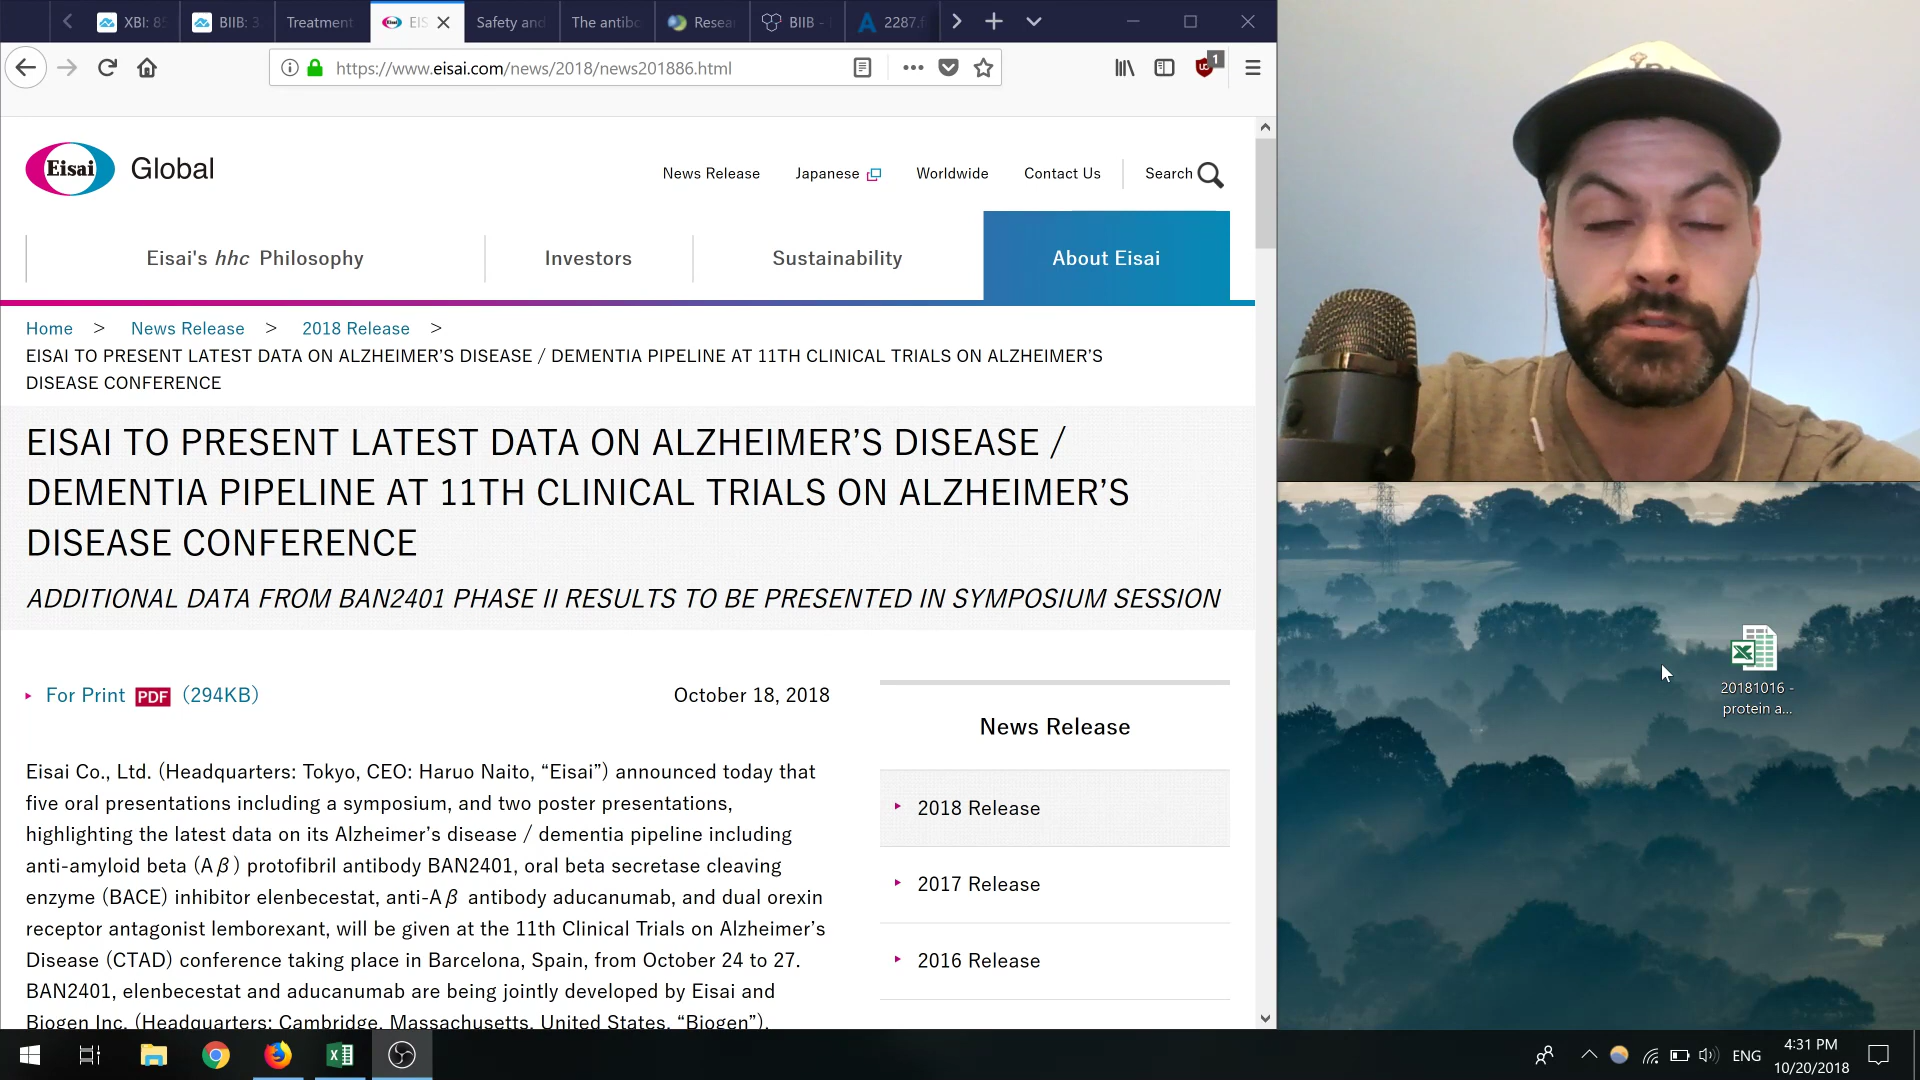 XBI: 8
BIIB: 3.
Treatment
EIS
Safety and
The antibo
Resea
BIIB -
2287.f
https://www.eisai.com/news/2018/news201886.html
1
Eisai
Global
News Release
Japanese
Worldwide
Contact Us
Search
Eisai's hhc Philosophy
Investors
Sustainability
About Eisai
Home > News Release > 2018 Release >
EISAI TO PRESENT LATEST DATA ON ALZHEIMER’S DISEASE / DEMENTIA PIPELINE AT 11TH CLINICAL TRIALS ON ALZHEIMER’S
DISEASE CONFERENCE
EISAI TO PRESENT LATEST DATA ON ALZHEIMER’S DISEASE /
DEMENTIA PIPELINE AT 11TH CLINICAL TRIALS ON ALZHEIMER’S
DISEASE CONFERENCE
ADDITIONAL DATA FROM BAN2401 PHASE II RESULTS TO BE PRESENTED IN SYMPOSIUM SESSION
For Print PDF (294KB)
October 18, 2018
Eisai Co., Ltd. (Headquarters: Tokyo, CEO: Haruo Naito, “Eisai”) announced today that
five oral presentations including a symposium, and two poster presentations,
highlighting the latest data on its Alzheimer’s disease / dementia pipeline including
anti-amyloid beta (Aβ) protofibril antibody BAN2401, oral beta secretase cleaving
enzyme (BACE) inhibitor elenbecestat, anti-Aβ antibody aducanumab, and dual orexin
receptor antagonist lemborexant, will be given at the 11th Clinical Trials on Alzheimer’s
Disease (CTAD) conference taking place in Barcelona, Spain, from October 24 to 27.
BAN2401, elenbecestat and aducanumab are being jointly developed by Eisai and
Biogen Inc. (Headquarters: Cambridge, Massachusetts, United States, “Biogen”).
News Release
2018 Release
2017 Release
2016 Release
20181016 -
protein a...
ENG
4:31 PM
10/20/2018